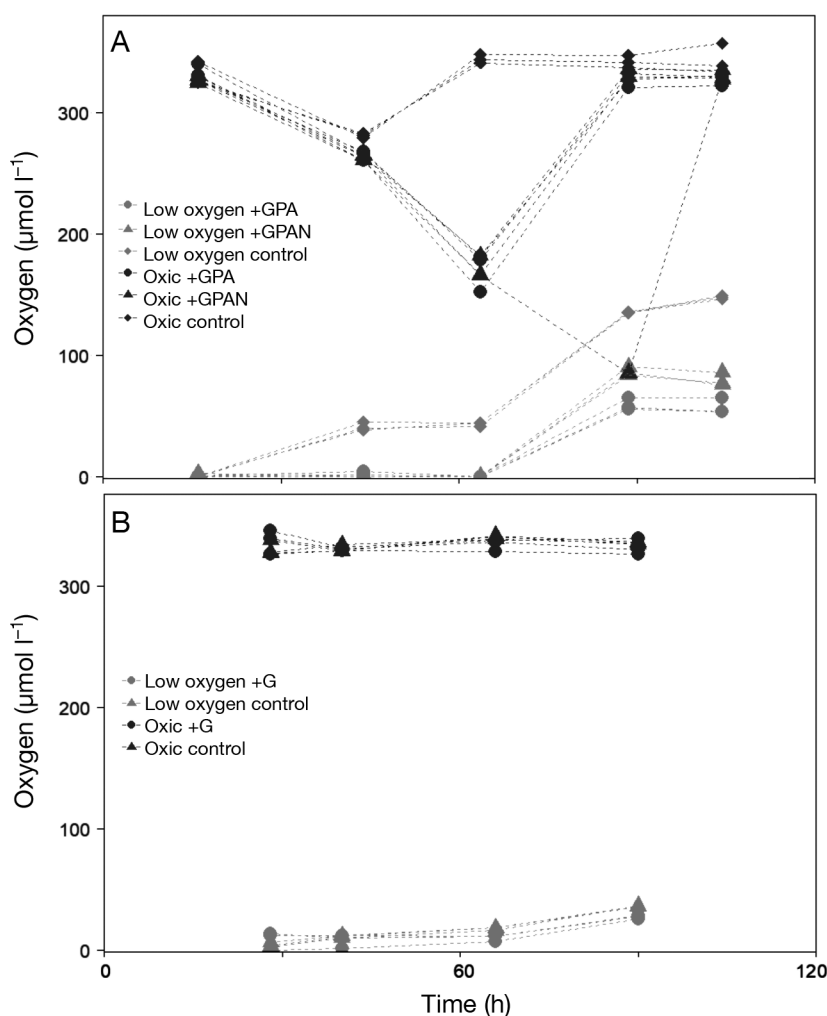 A
300
200
100
0
Oxygen (µmol l⁻¹)
Low oxygen +GPA
Low oxygen +GPAN
Low oxygen control
Oxic +GPA
Oxic +GPAN
Oxic control
B
300
200
100
0
Oxygen (µmol l⁻¹)
Low oxygen +G
Low oxygen control
Oxic +G
Oxic control
0
60
120
Time (h)